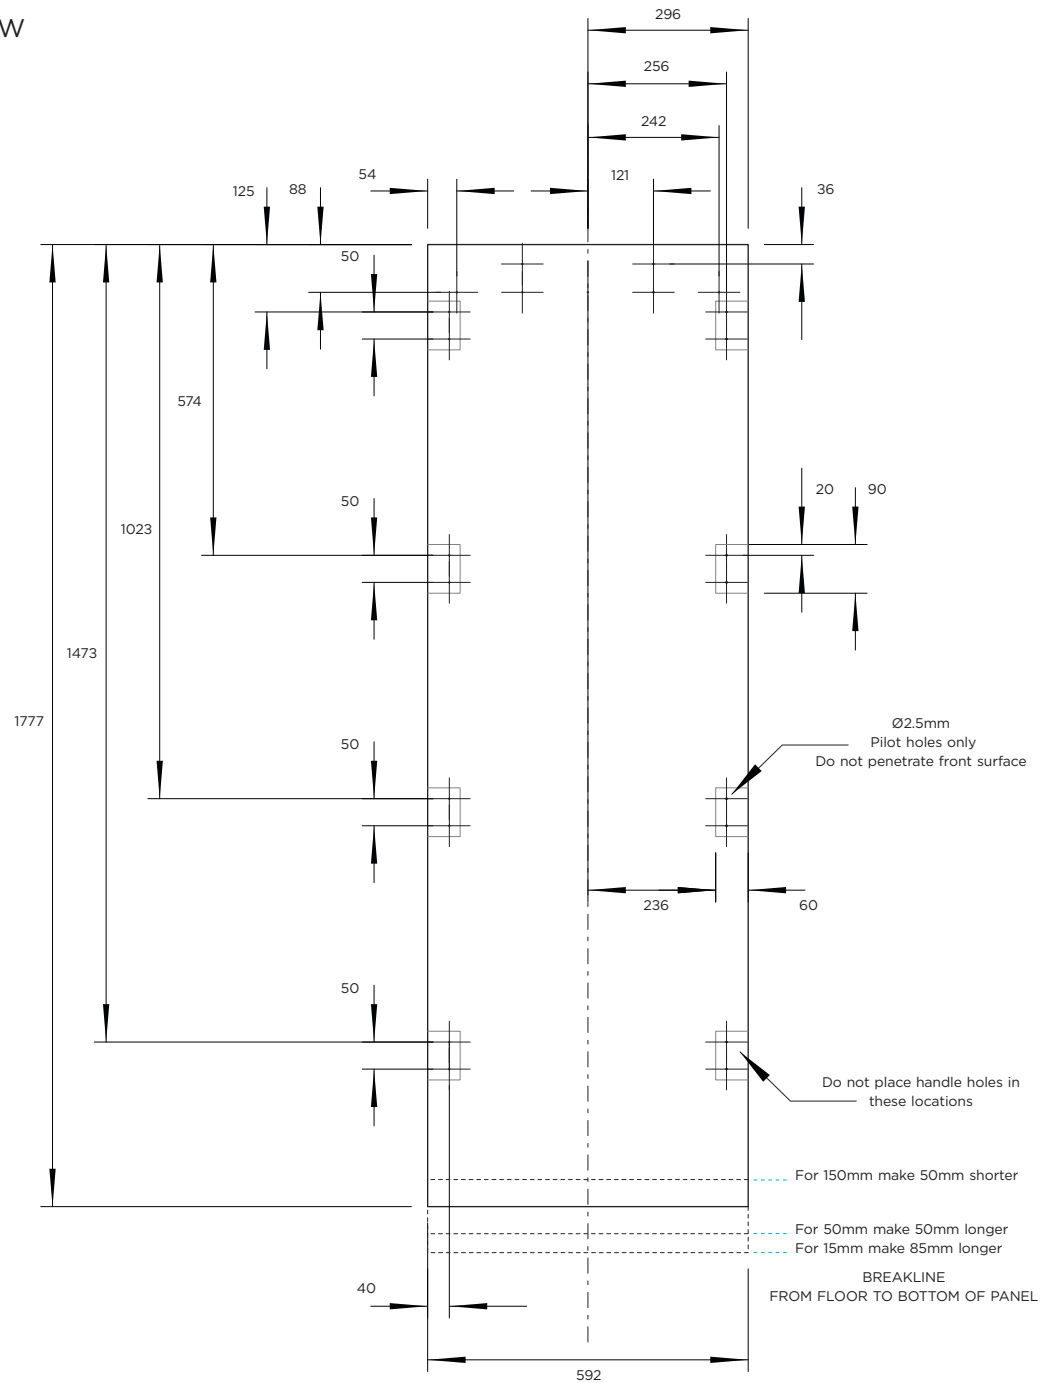 296
W
256
242
54
121
125
88
36
50
574
20
90
50
1023
1473
1777
Ø2.5mm
50
Pilot holes only
Do not penetrate front surface
236
60
50
Do not place handle holes in
these locations
For 150mm make 50mm shorter
For 50mm make 50mm longer
For 15mm make 85mm longer
BREAKLINE
40
FROM FLOOR TO BOTTOM OF PANEL
592